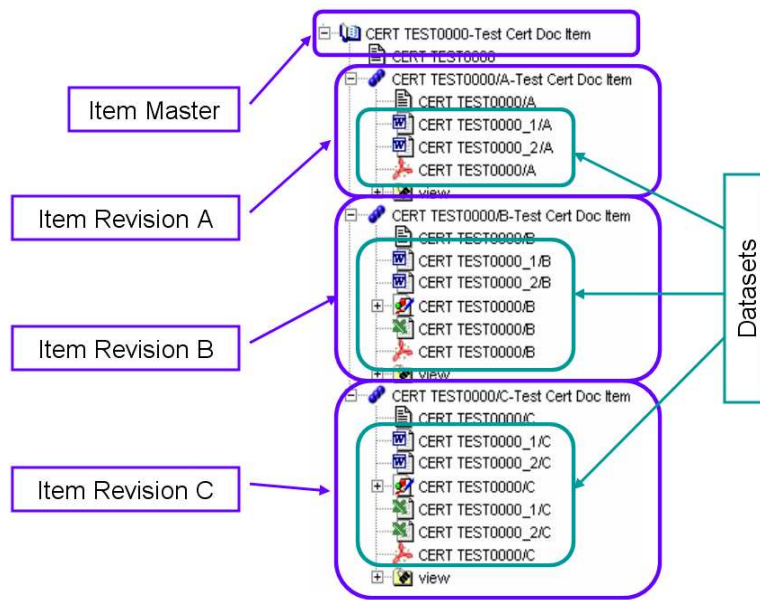 CERT TEST0000-Test Cert Doc Item
CERT TEST0000
Item Master
CERT TEST0000/A-Test Cert Doc Item
CERT TEST0000/A
CERT TEST0000_1/A
CERT TEST0000_2/A
CERT TEST0000/A
view
Item Revision A
CERT TEST0000/B-Test Cert Doc Item
CERT TEST0000/B
CERT TEST0000_1/B
CERT TEST0000_2/B
CERT TEST0000/B
CERT TEST0000/B
CERT TEST0000/B
view
Item Revision B
Datasets
CERT TEST0000/C-Test Cert Doc Item
CERT TEST0000/C
CERT TEST0000_1/C
CERT TEST0000_2/C
CERT TEST0000/C
CERT TEST0000_1/C
CERT TEST0000_2/C
CERT TEST0000/C
view
Item Revision C